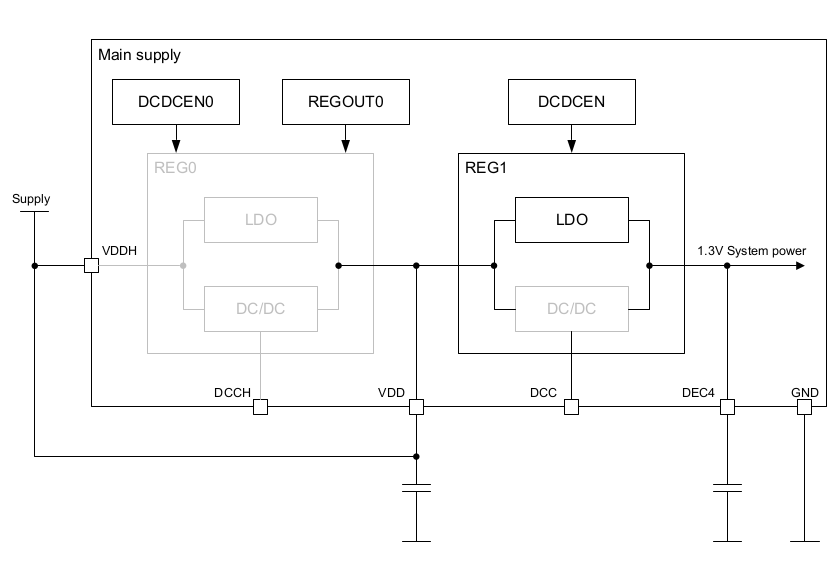 Main supply
DCDCEN0
REGOUT0
DCDCEN
REG0
REG1
Supply
LDO
LDO
VDDH
1.3V System power
DC/DC
DC/DC
DCCH
VDD
DCC
DEC4
GND